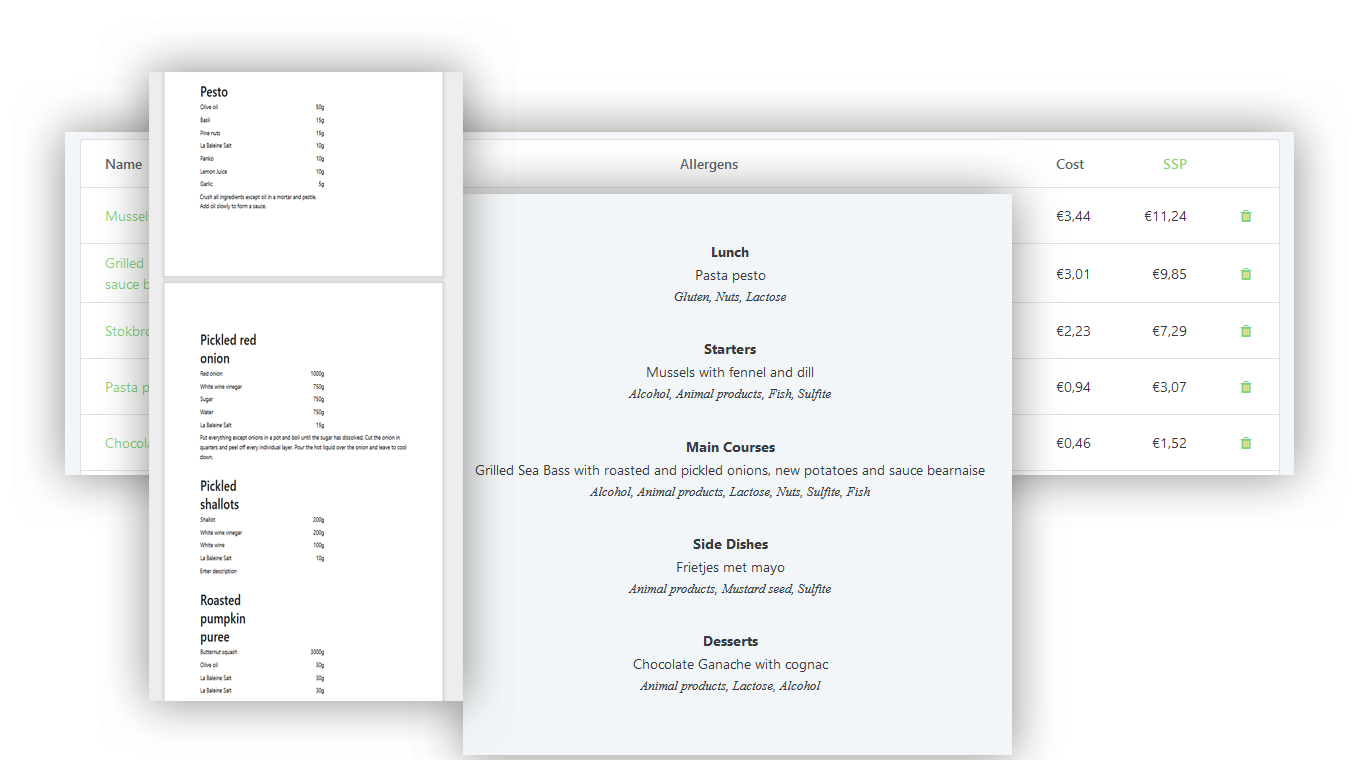 Pesto
Olive oil 50g
Basil 15g
Pine nuts 15g
La Baleine Salt 10g
Panko 10g
Lemon Juice 10g
Garlic 5g
Crush all ingredients except oil in a mortar and pestle.
Add oil slowly to form a sauce.
Pickled red
onion
Red onion 1000g
White wine vinegar 750g
Sugar 750g
Water 750g
La Baleine Salt 15g
Put everything except onions in a pot and boil until the sugar has dissolved. Cut the onion in
quarters and peel off every individual layer. Pour the hot liquid over the onion and leave to cool
down.
Pickled
shallots
Shallot 200g
White wine vinegar 200g
White wine 100g
La Baleine Salt 10g
Enter description
Roasted
pumpkin
puree
Butternut squash 3000g
Olive oil 30g
La Baleine Salt 30g
La Baleine Salt 30g
Name Allergens Cost SSP
Mussel €3,44 €11,24
Grilled
sauce b €3,01 €9,85
Stokbro €2,23 €7,29
Pasta p €0,94 €3,07
Chocola €0,46 €1,52
Lunch
Pasta pesto
Gluten, Nuts, Lactose
Starters
Mussels with fennel and dill
Alcohol, Animal products, Fish, Sulfite
Main Courses
Grilled Sea Bass with roasted and pickled onions, new potatoes and sauce bearnaise
Alcohol, Animal products, Lactose, Nuts, Sulfite, Fish
Side Dishes
Frietjes met mayo
Animal products, Mustard seed, Sulfite
Desserts
Chocolate Ganache with cognac
Animal products, Lactose, Alcohol